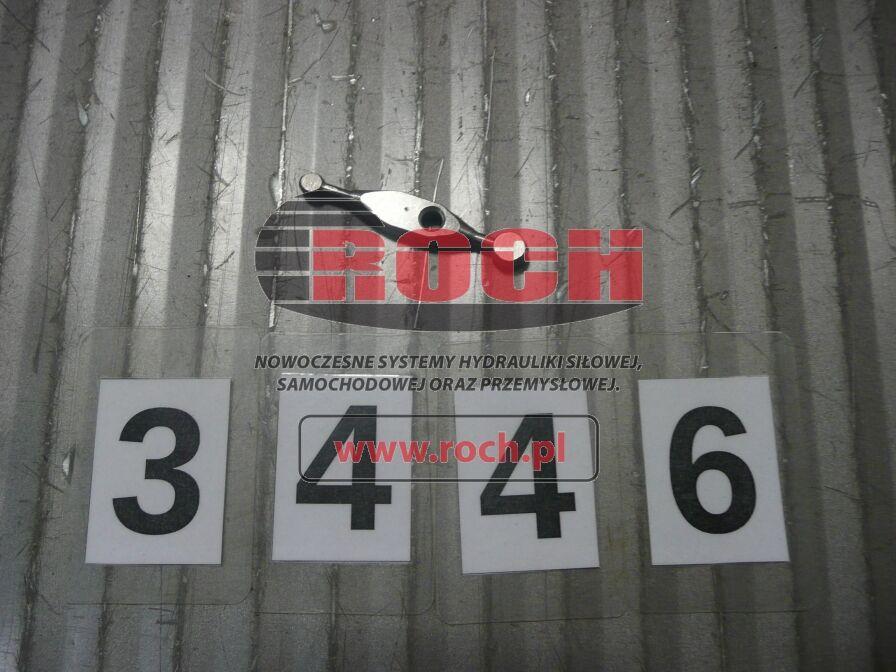 ROCH
NOWOCZESNE SYSTEMY HYDRAULIKI SIŁOWEJ,
SAMOCHODOWEJ ORAZ PRZEMYSŁOWEJ.
www.roch.pl
3 4 4 6